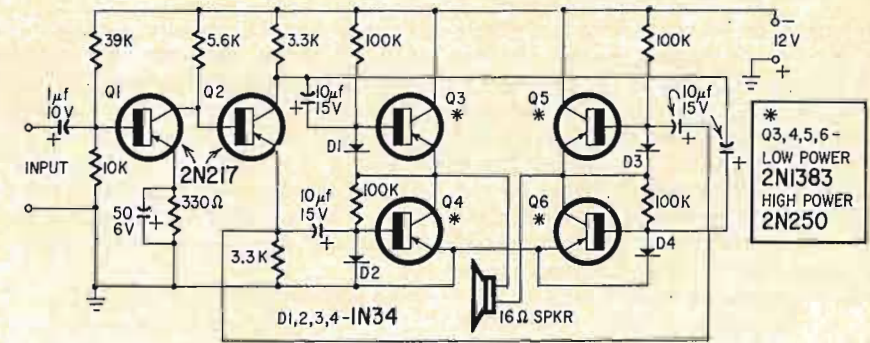 39K
5.6K
3.3K
100K
100K
12V
1μf
10V
Q1
Q2
10μf
15V
Q3
*
Q5
*
10μf
15V
INPUT
10K
2N217
D1
D3
50
6V
330Ω
10μf
15V
100K
Q4
*
Q6
*
100K
3.3K
D2
D4
D1,2,3,4-1N34
16Ω SPKR
*
Q3,4,5,6-
LOW POWER
2N1383
HIGH POWER
2N250